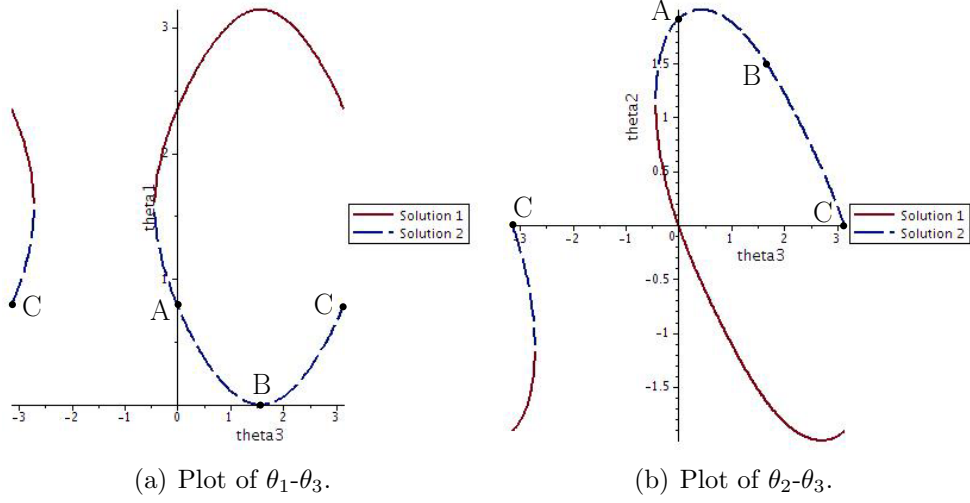 3
2
1
-3
-2
-1
0
1
2
3
theta1
theta3
A
B
C
C
Solution 1
Solution 2
(a) Plot of θ1-θ3.
A
B
C
C
1.5
1
0.5
0
-0.5
-1
-1.5
-3
-2
-1
1
2
3
theta2
theta3
Solution 1
Solution 2
(b) Plot of θ2-θ3.